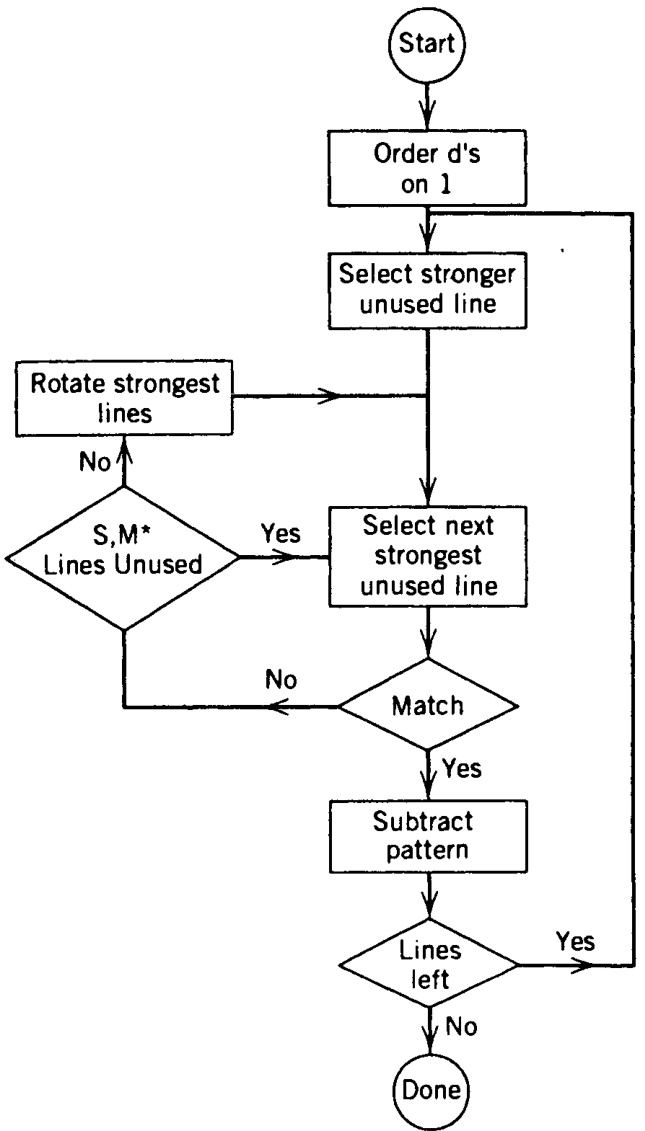 Start
Order d's
on 1
Select stronger
unused line
Rotate strongest
lines
No
S,M*
Lines Unused
Yes
Select next
strongest
unused line
No
Match
Yes
Subtract
pattern
Lines
left
Yes
No
Done